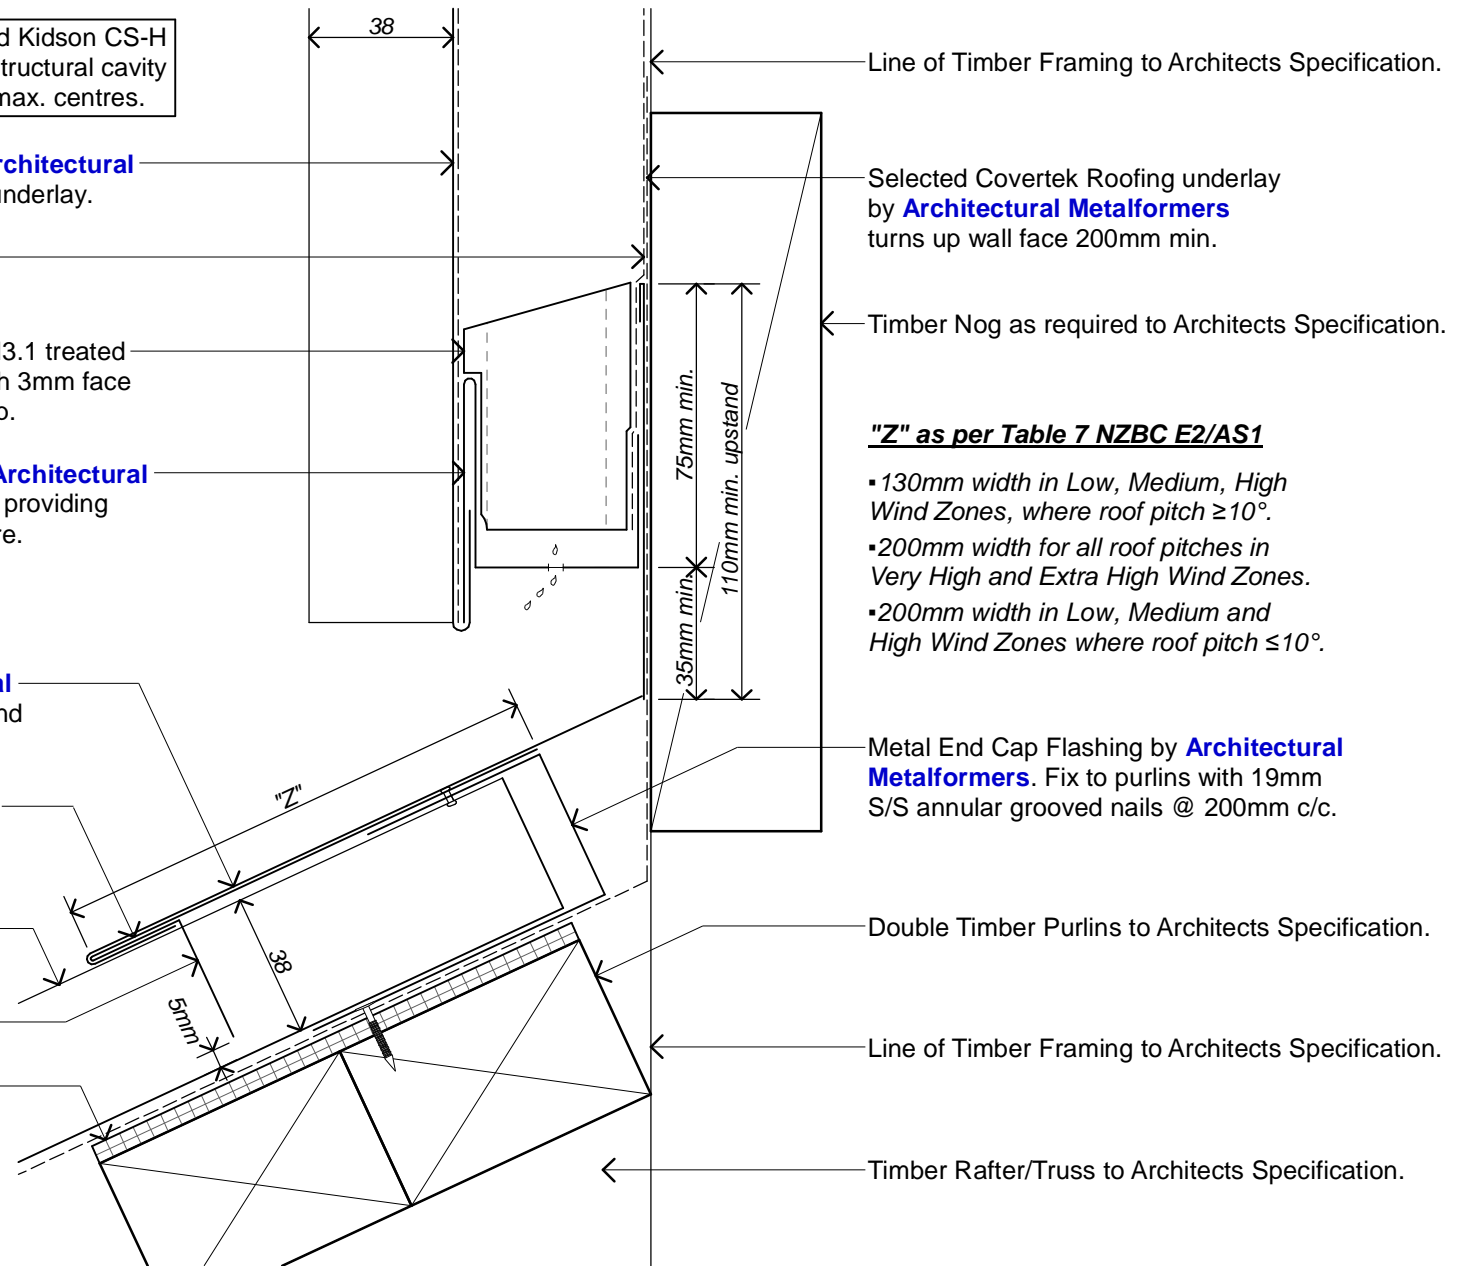 d Kidson CS-H
tructural cavity
max. centres.
38
Line of Timber Framing to Architects Specification.
rchitectural
underlay.
Selected Covertek Roofing underlay
by Architectural Metalformers
turns up wall face 200mm min.
Timber Nog as required to Architects Specification.
3.1 treated
h 3mm face
o.
75mm min.
110mm min. upstand
35mm min.
"Z" as per Table 7 NZBC E2/AS1
▪130mm width in Low, Medium, High
Wind Zones, where roof pitch ≥10°.
▪200mm width for all roof pitches in
Very High and Extra High Wind Zones.
▪200mm width in Low, Medium and
High Wind Zones where roof pitch ≤10°.
Architectural
providing
re.
al
nd
"Z"
Metal End Cap Flashing by Architectural
Metalformers. Fix to purlins with 19mm
S/S annular grooved nails @ 200mm c/c.
38
5mm
Double Timber Purlins to Architects Specification.
Line of Timber Framing to Architects Specification.
Timber Rafter/Truss to Architects Specification.